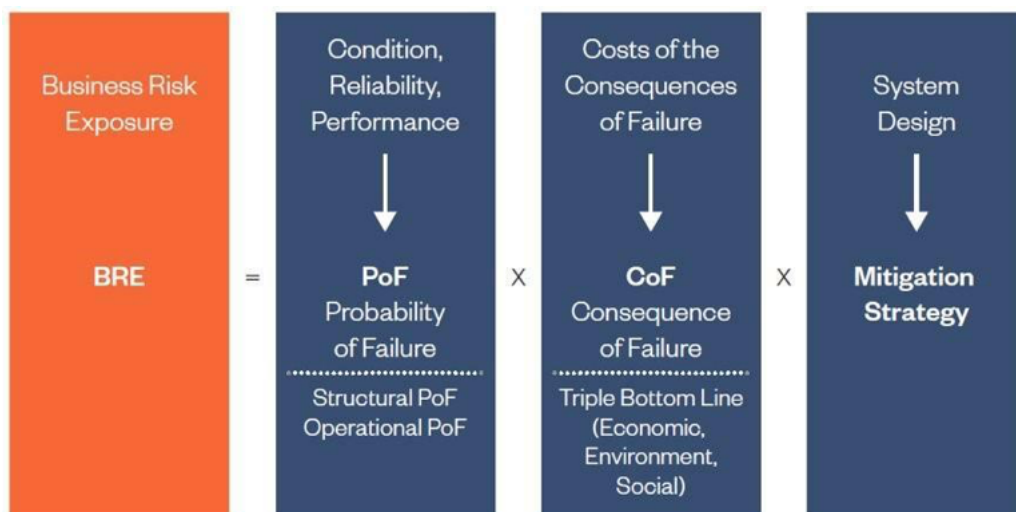 Business Risk
Exposure
BRE
=
Condition,
Reliability,
Performance
PoF
Probability
of Failure
Structural PoF
Operational PoF
X
Costs of the
Consequences
of Failure
CoF
Consequence
of Failure
Triple Bottom Line
(Economic,
Environment,
Social)
X
System
Design
Mitigation
Strategy